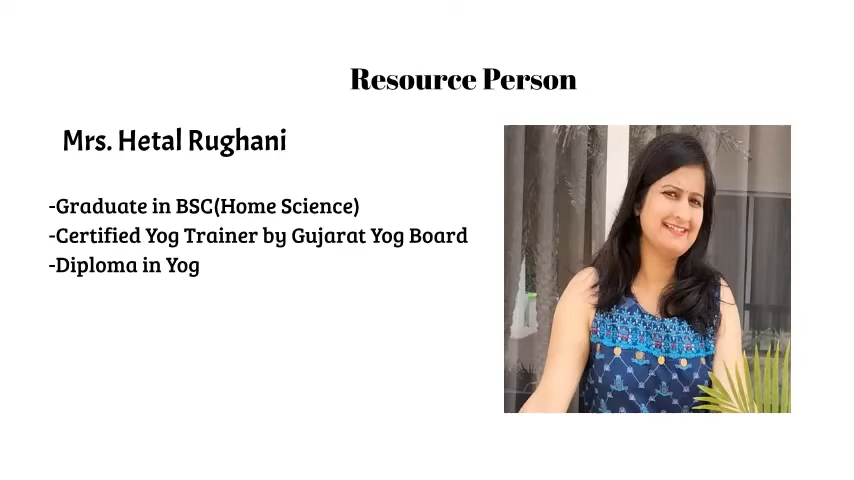 Resource Person
Mrs. Hetal Rughani
-Graduate in BSC(Home Science)
-Certified Yog Trainer by Gujarat Yog Board
-Diploma in Yog